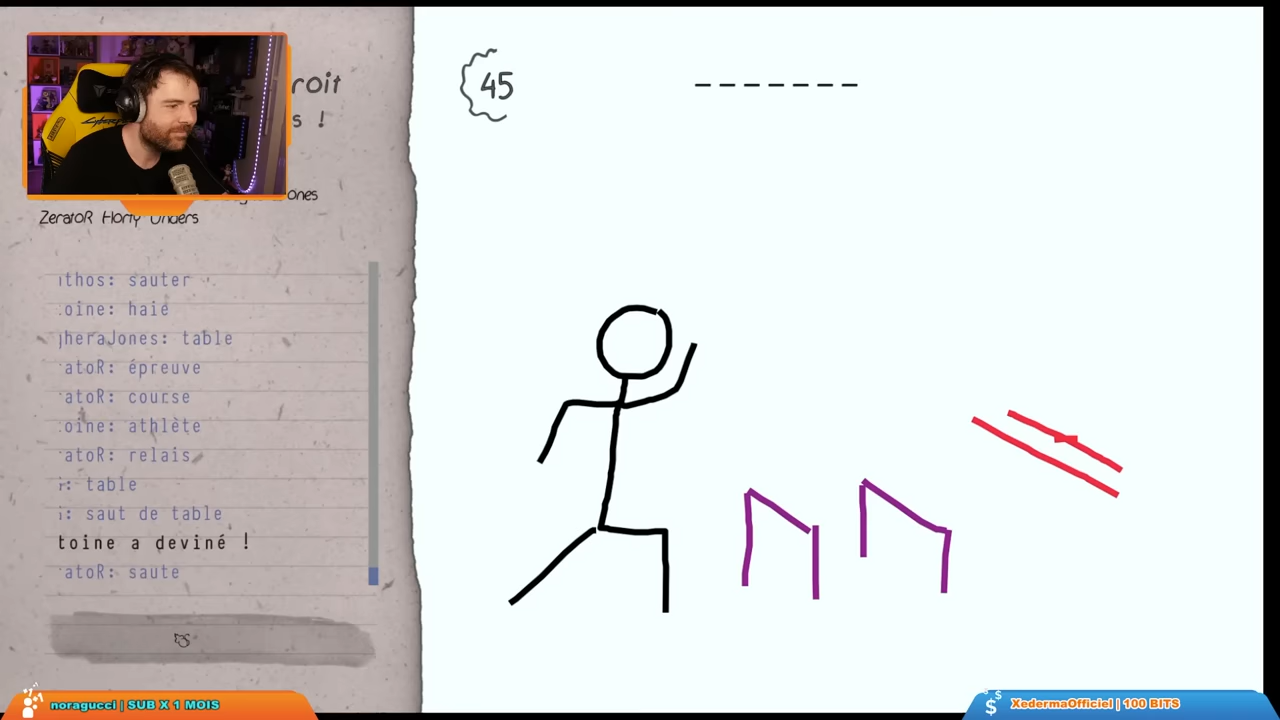 roit
s !
ones
ZeratoR Horty Unders
45
-------
thos: sauter
oine: haie
heraJones: table
atoR: épreuve
atoR: course
oine: athlète
atoR: relais
i: table
i: saut de table
toine a deviné !
atoR: saute
noragucci | SUB X 1 MOIS
XedermaOfficiel | 100 BITS